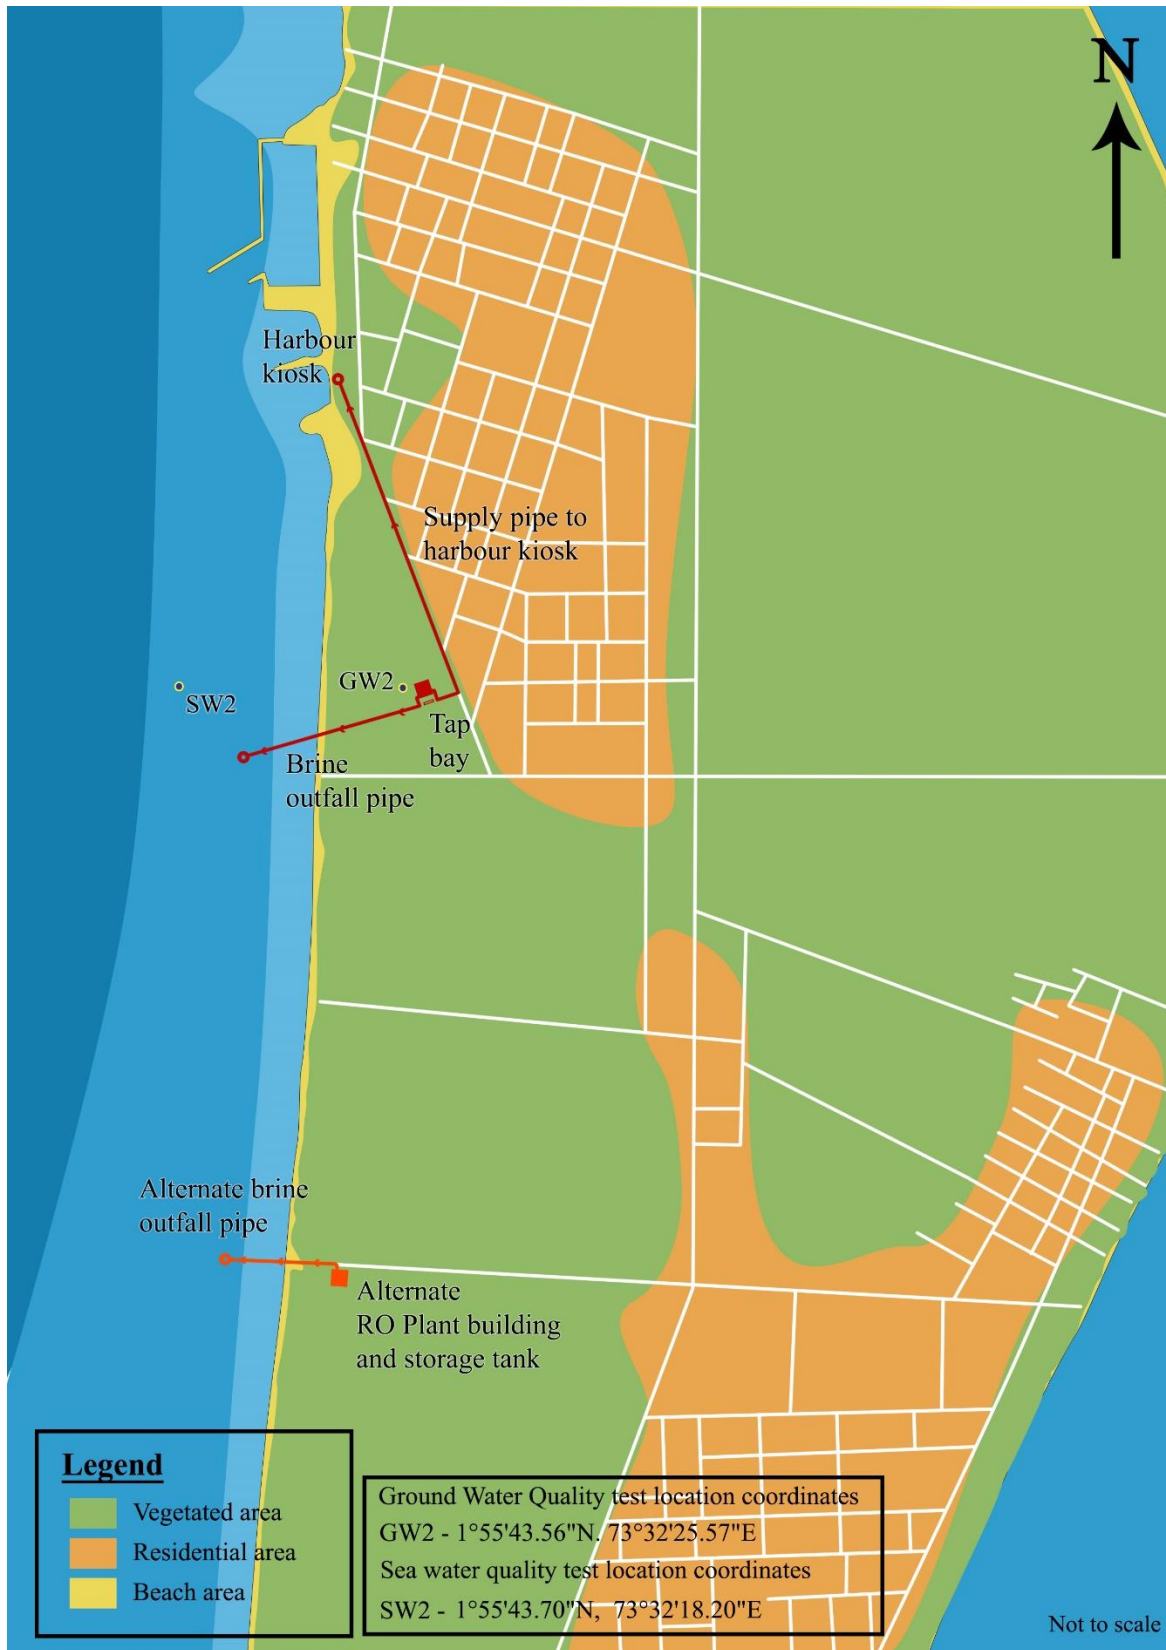 N
Harbour
kiosk
Supply pipe to
harbour kiosk
GW2
SW2
Tap
bay
Brine
outfall pipe
Alternate brine
outfall pipe
Alternate
RO Plant building
and storage tank
Legend
Vegetated area
Residential area
Beach area
Ground Water Quality test location coordinates
GW2 - 1°55'43.56"N. 73°32'25.57"E
Sea water quality test location coordinates
SW2 - 1°55'43.70"N, 73°32'18.20"E
Not to scale